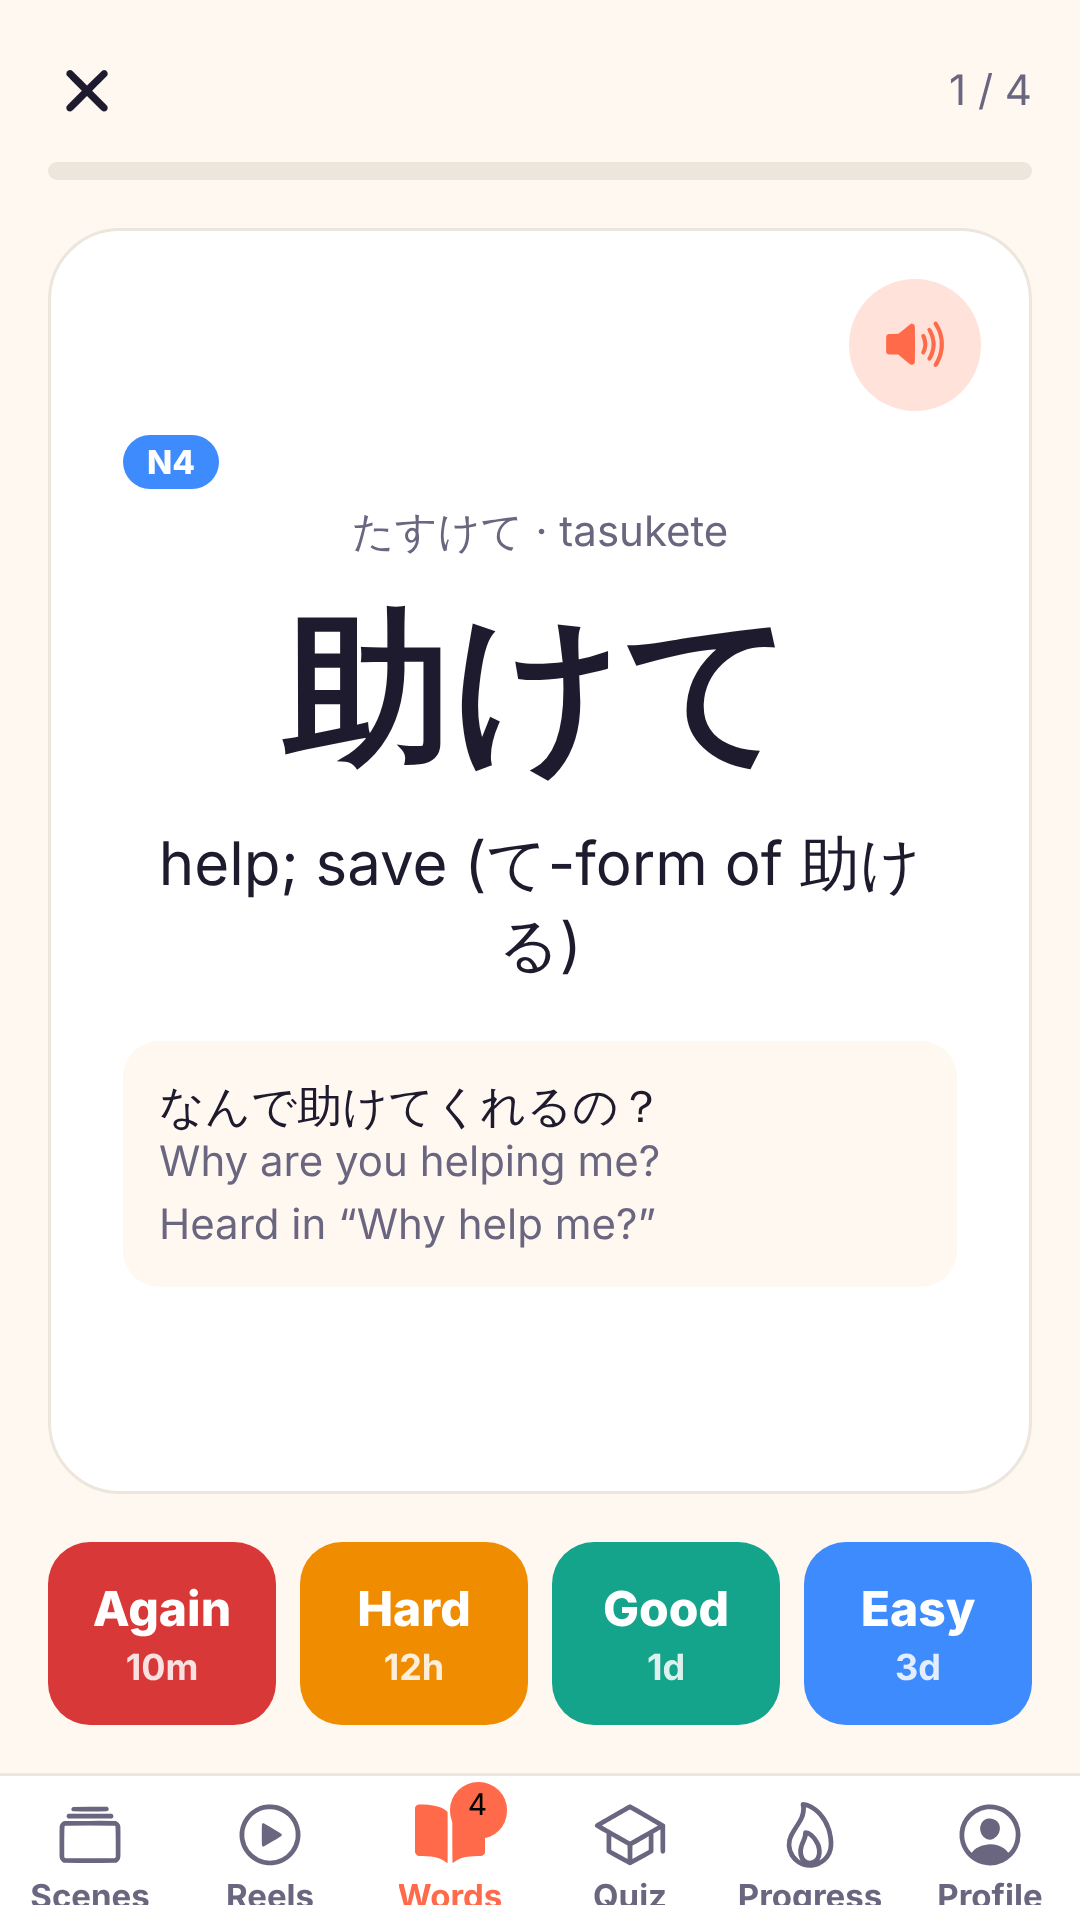 1 / 4
N4
たすけて · tasukete
助けて
help; save (て-form of 助け
る)
なんで助けてくれるの？
Why are you helping me?
Heard in “Why help me?”
Again
10m
Hard
12h
Good
1d
Easy
3d
4
Scenes
Reels
Words
Quiz
Progress
Profile